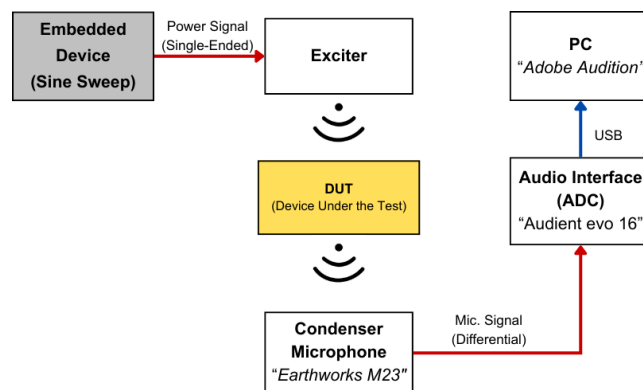 Embedded
Device
(Sine Sweep)
Power Signal
(Single-Ended)
Exciter
PC
“Adobe Audition”
USB
DUT
(Device Under the Test)
Audio Interface
(ADC)
“Audient evo 16”
Condenser
Microphone
“Earthworks M23"
Mic. Signal
(Differential)